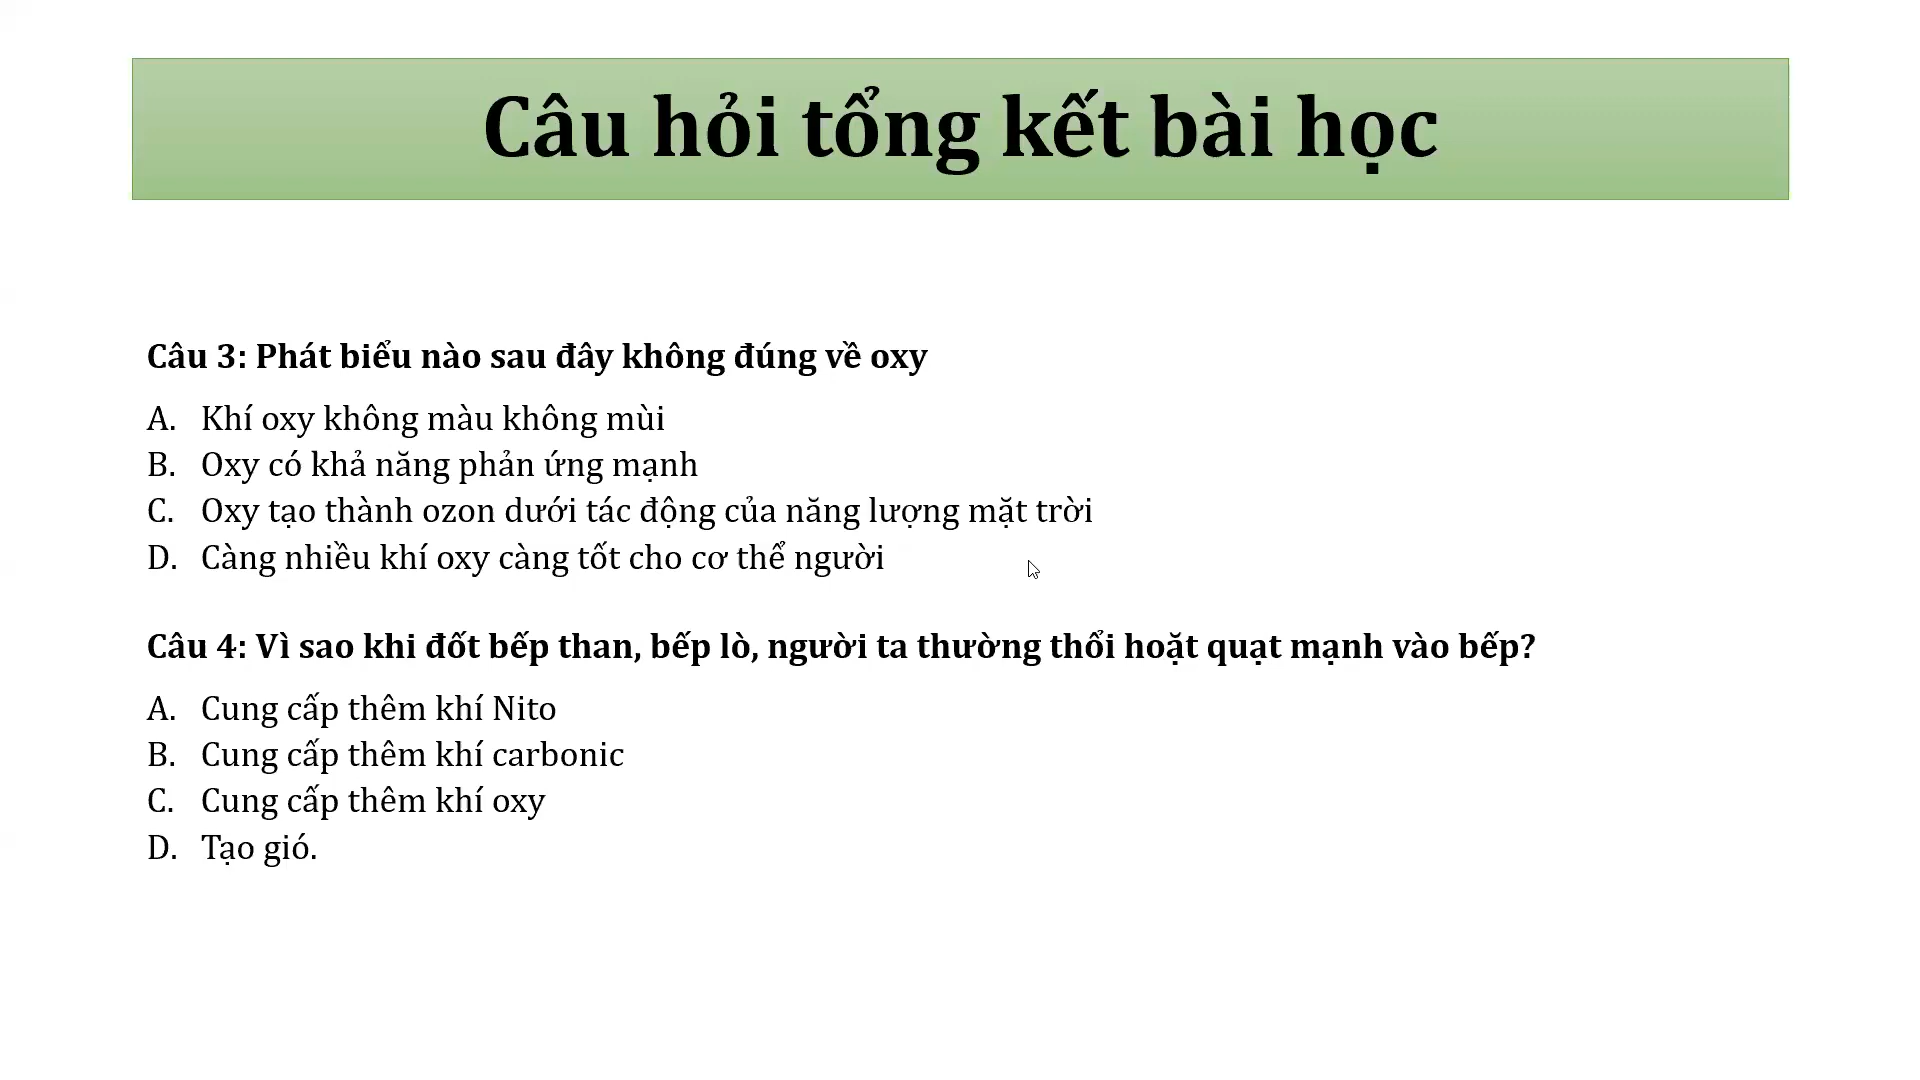 Câu hỏi tổng kết bài học
Câu 3: Phát biểu nào sau đây không đúng về oxy
A. Khí oxy không màu không mùi
B. Oxy có khả năng phản ứng mạnh
C. Oxy tạo thành ozon dưới tác động của năng lượng mặt trời
D. Càng nhiều khí oxy càng tốt cho cơ thể người
Câu 4: Vì sao khi đốt bếp than, bếp lò, người ta thường thổi hoặt quạt mạnh vào bếp?
A. Cung cấp thêm khí Nito
B. Cung cấp thêm khí carbonic
C. Cung cấp thêm khí oxy
D. Tạo gió.